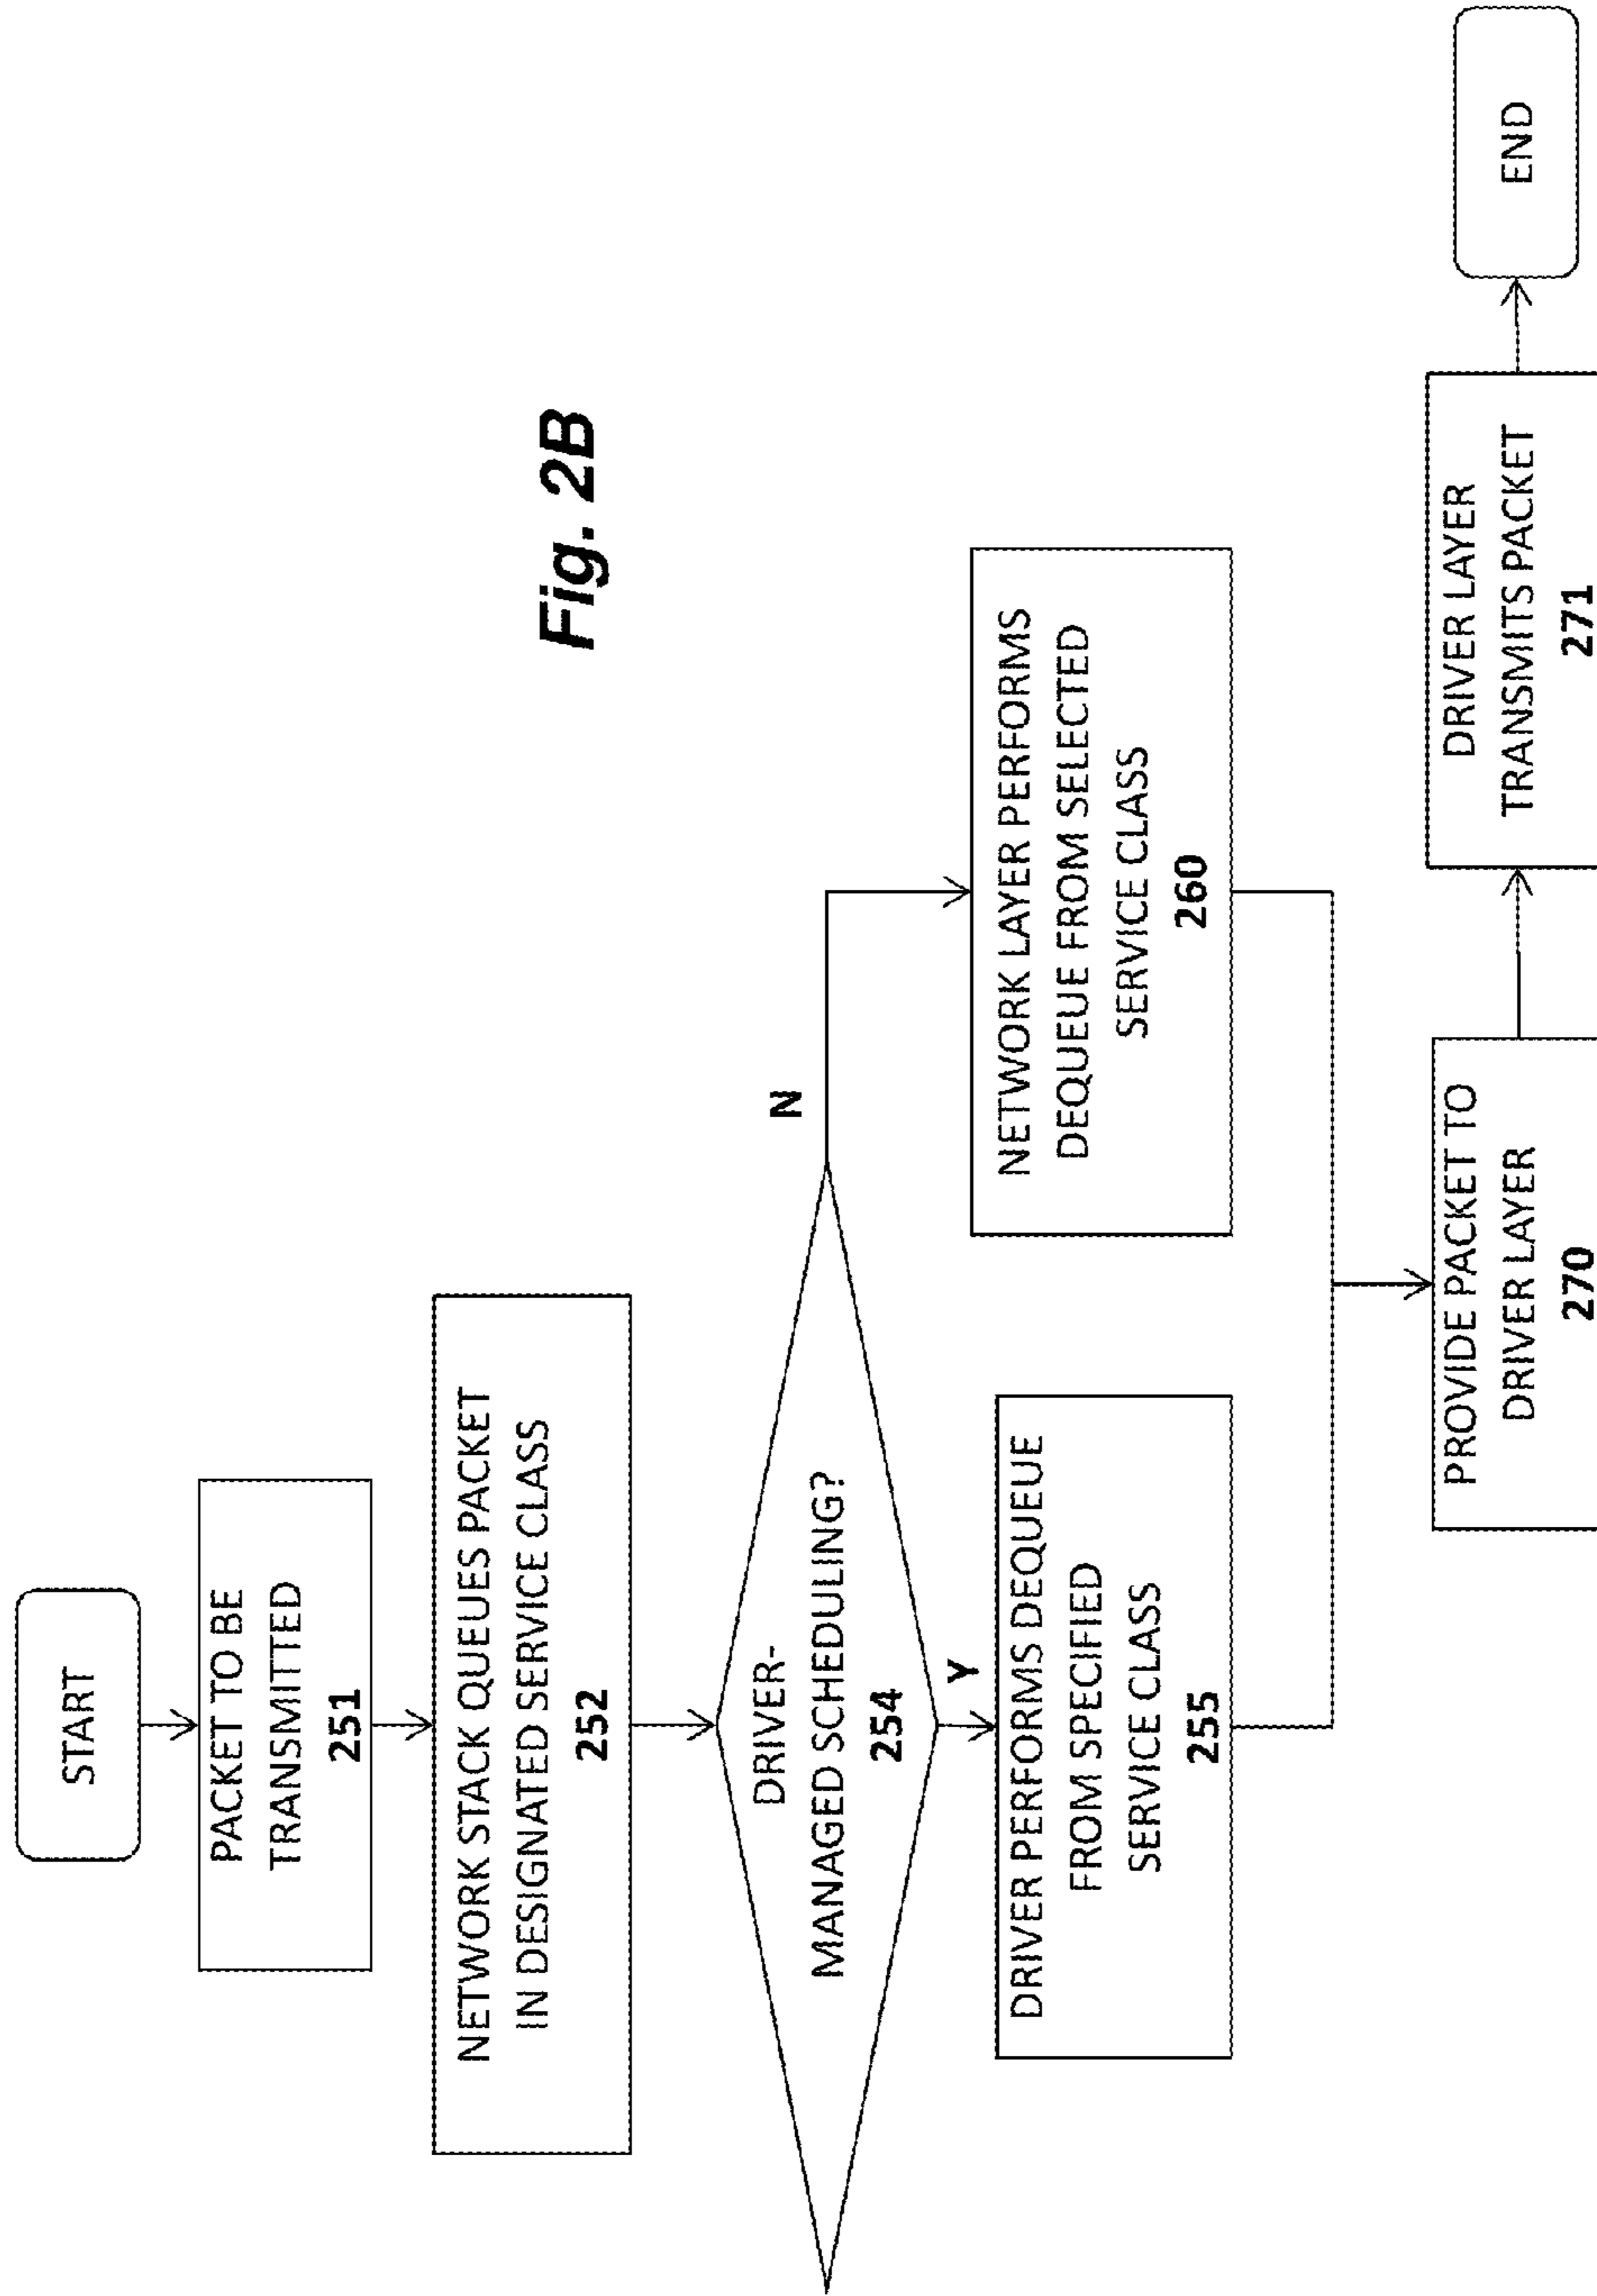 START
PACKET TO BE
TRANSMITTED
251
NETWORK STACK QUEUES PACKET
IN DESIGNATED SERVICE CLASS
252
DRIVER-
MANAGED SCHEDULING?
254
Y
N
DRIVER PERFORMS DEQUEUE
FROM SPECIFIED
SERVICE CLASS
255
NETWORK LAYER PERFORMS
DEQUEUE FROM SELECTED
SERVICE CLASS
260
PROVIDE PACKET TO
DRIVER LAYER
270
DRIVER LAYER
TRANSMITS PACKET
271
END
Fig. 2B